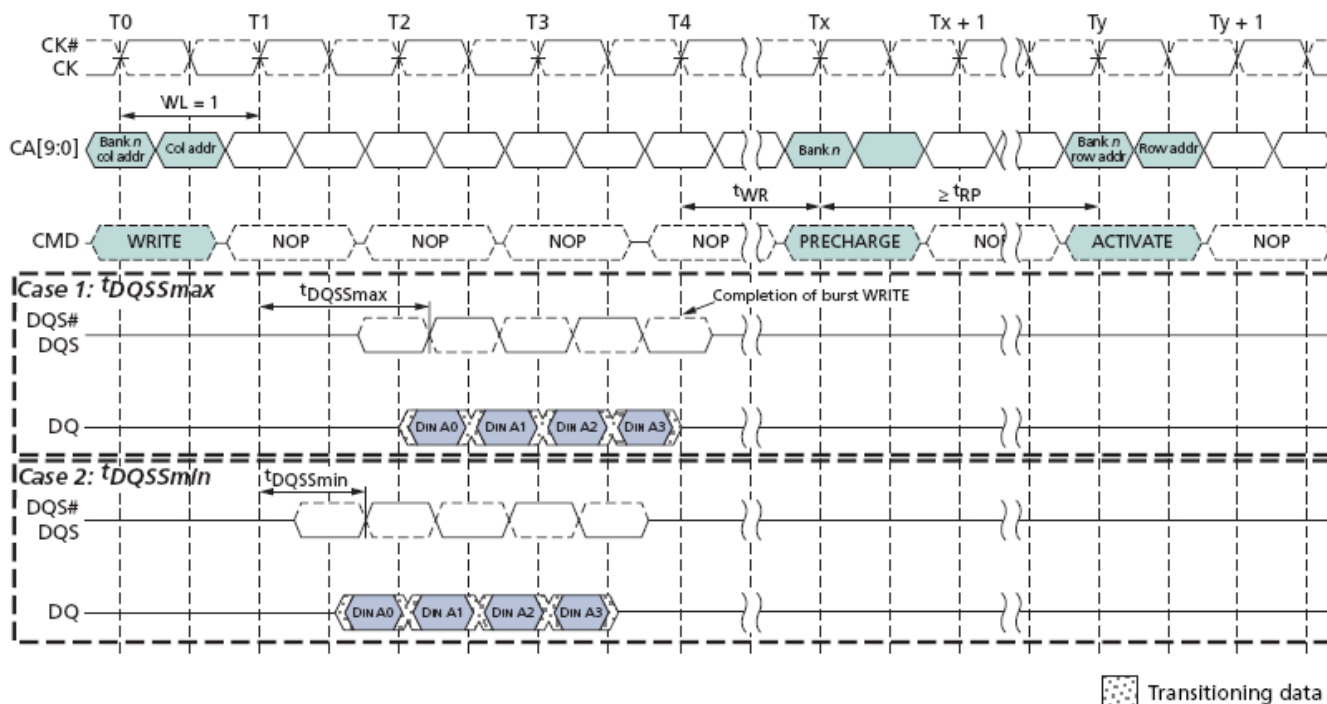 T0 T1 T2 T3 T4 Tx Tx + 1 Ty Ty + 1
CK#
CK
WL = 1
CA[9:0]
Bank n
col addr
Col addr
Bank n
Bank n
row addr
Row addr
tWR
≥ tRP
CMD WRITE NOP NOP NOP NOP PRECHARGE NOP ACTIVATE NOP
Case 1: tDQSSmax
tDQSSmax
Completion of burst WRITE
DQS#
DQS
DQ DIN A0 DIN A1 DIN A2 DIN A3
Case 2: tDQSSmin
tDQSSmin
DQS#
DQS
DQ DIN A0 DIN A1 DIN A2 DIN A3
Transitioning data